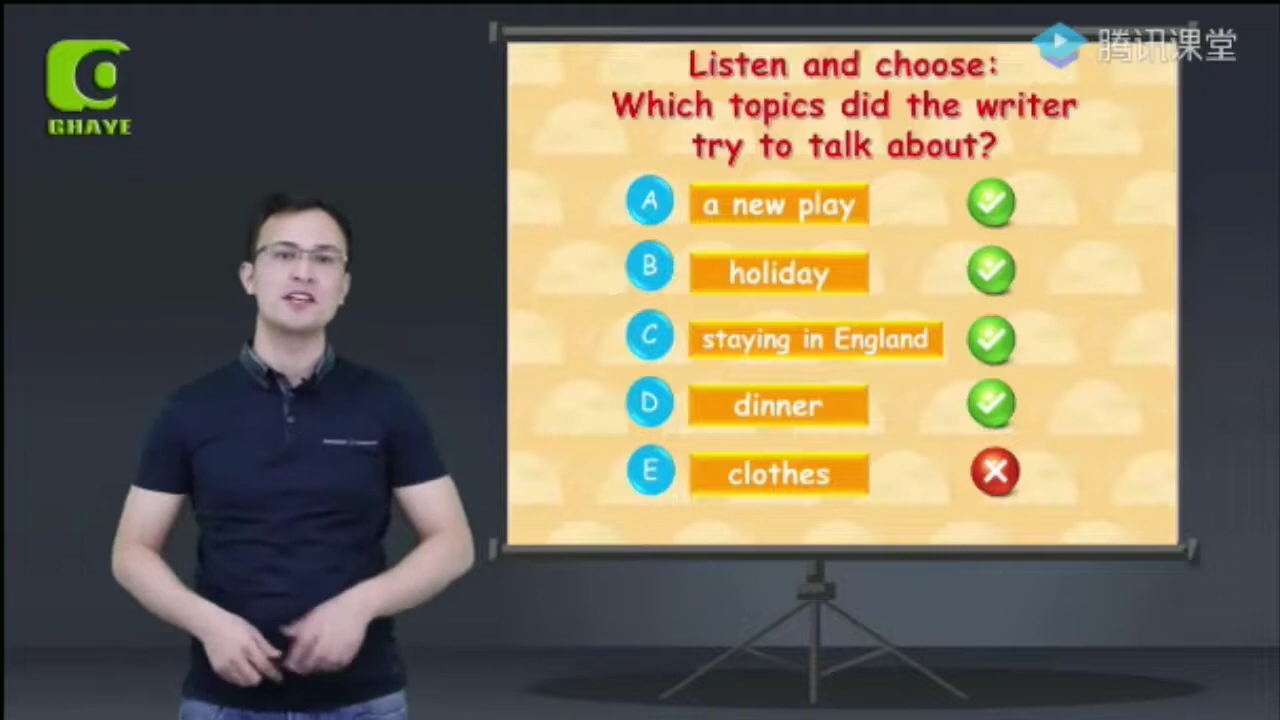 GHAYE
腾讯课堂
Listen and choose:
Which topics did the writer
try to talk about?
A a new play
B holiday
C staying in England
D dinner
E clothes